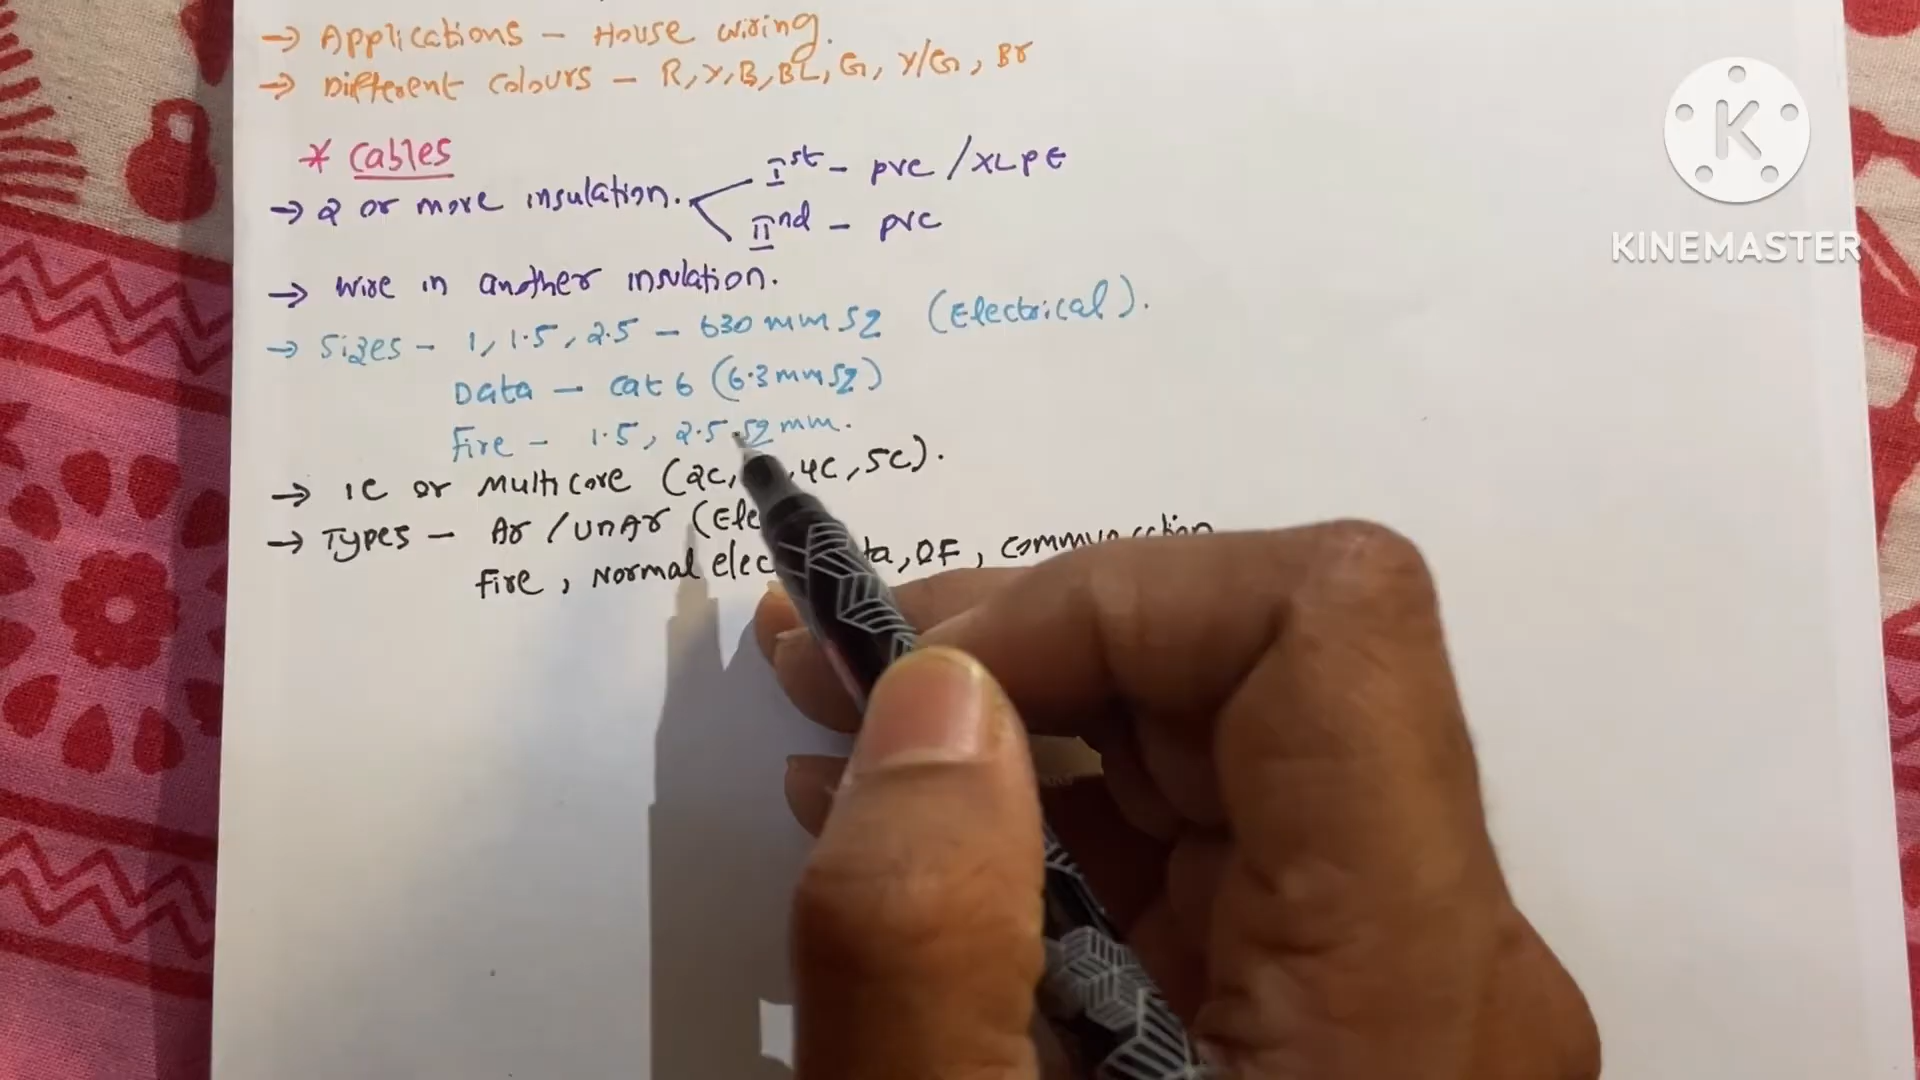 → Applications - House wiring.
→ Different colours - R, Y, B, BL, G, Y/G, Br
* Cables
→ 2 or more insulation. Ist - pvc / XLPE
IInd - pvc
→ wire in another insulation.
→ Sizes - 1, 1.5, 2.5 - 630 mm SQ (Electrical).
Data - cat 6 (6.3 mm SQ)
Fire - 1.5, 2.5 SQ mm.
→ 1C or Multicore (2C, , 4C, 5C).
→ Types - Ar / UnAr (Ele
Fire, Normal elec ta, OF,
K
KINEMASTER